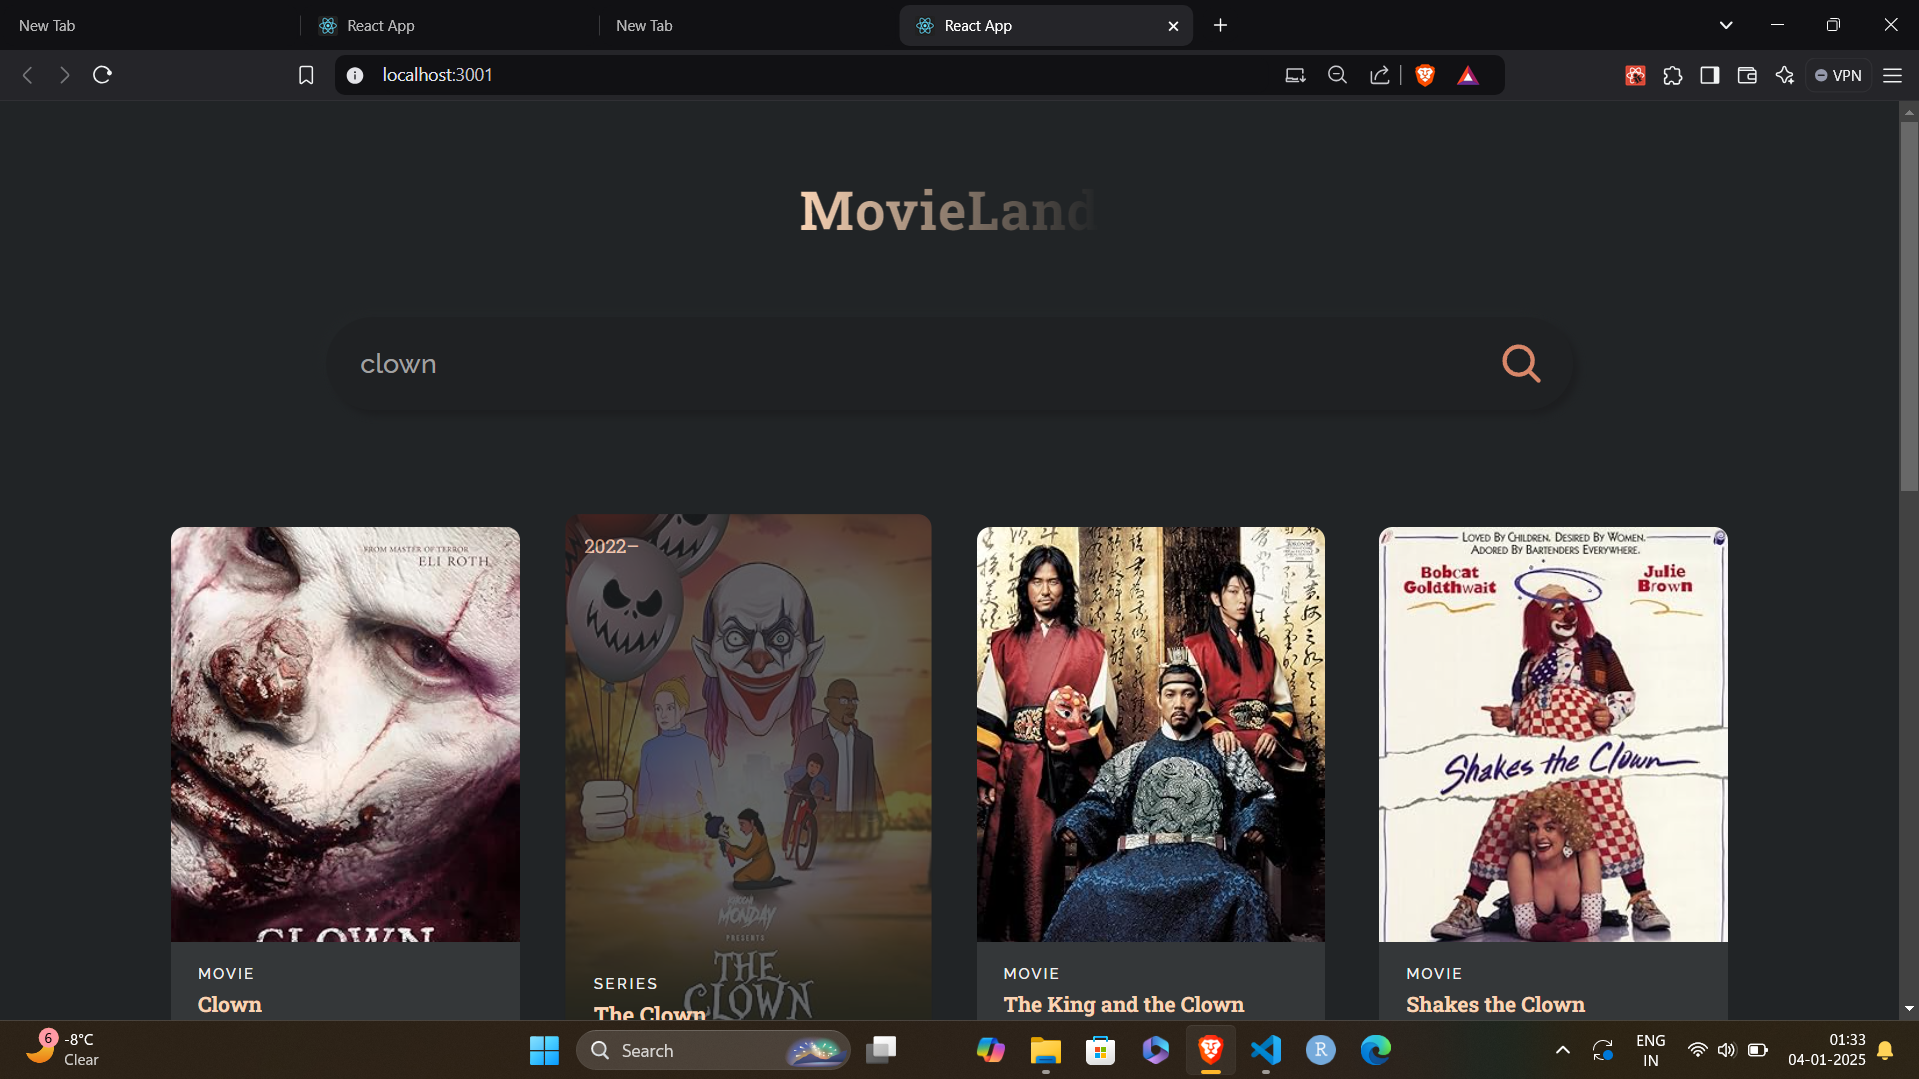 New Tab
React App
New Tab
React App
localhost:3001
VPN
MovieLand
clown
FROM MASTER OF TERROR
ELI ROTH
CLOWN
MOVIE
Clown
2022–
MONDAY
PRESENTS
THE
CLOWN
SERIES
The Clown
MOVIE
The King and the Clown
LOVED BY CHILDREN. DESIRED BY WOMEN.
ADORED BY BARTENDERS EVERYWHERE.
Bobcat
Goldthwait
Julie
Brown
Shakes the Clown
MOVIE
Shakes the Clown
6
-8°C
Clear
Search
R
ENG
IN
01:33
04-01-2025